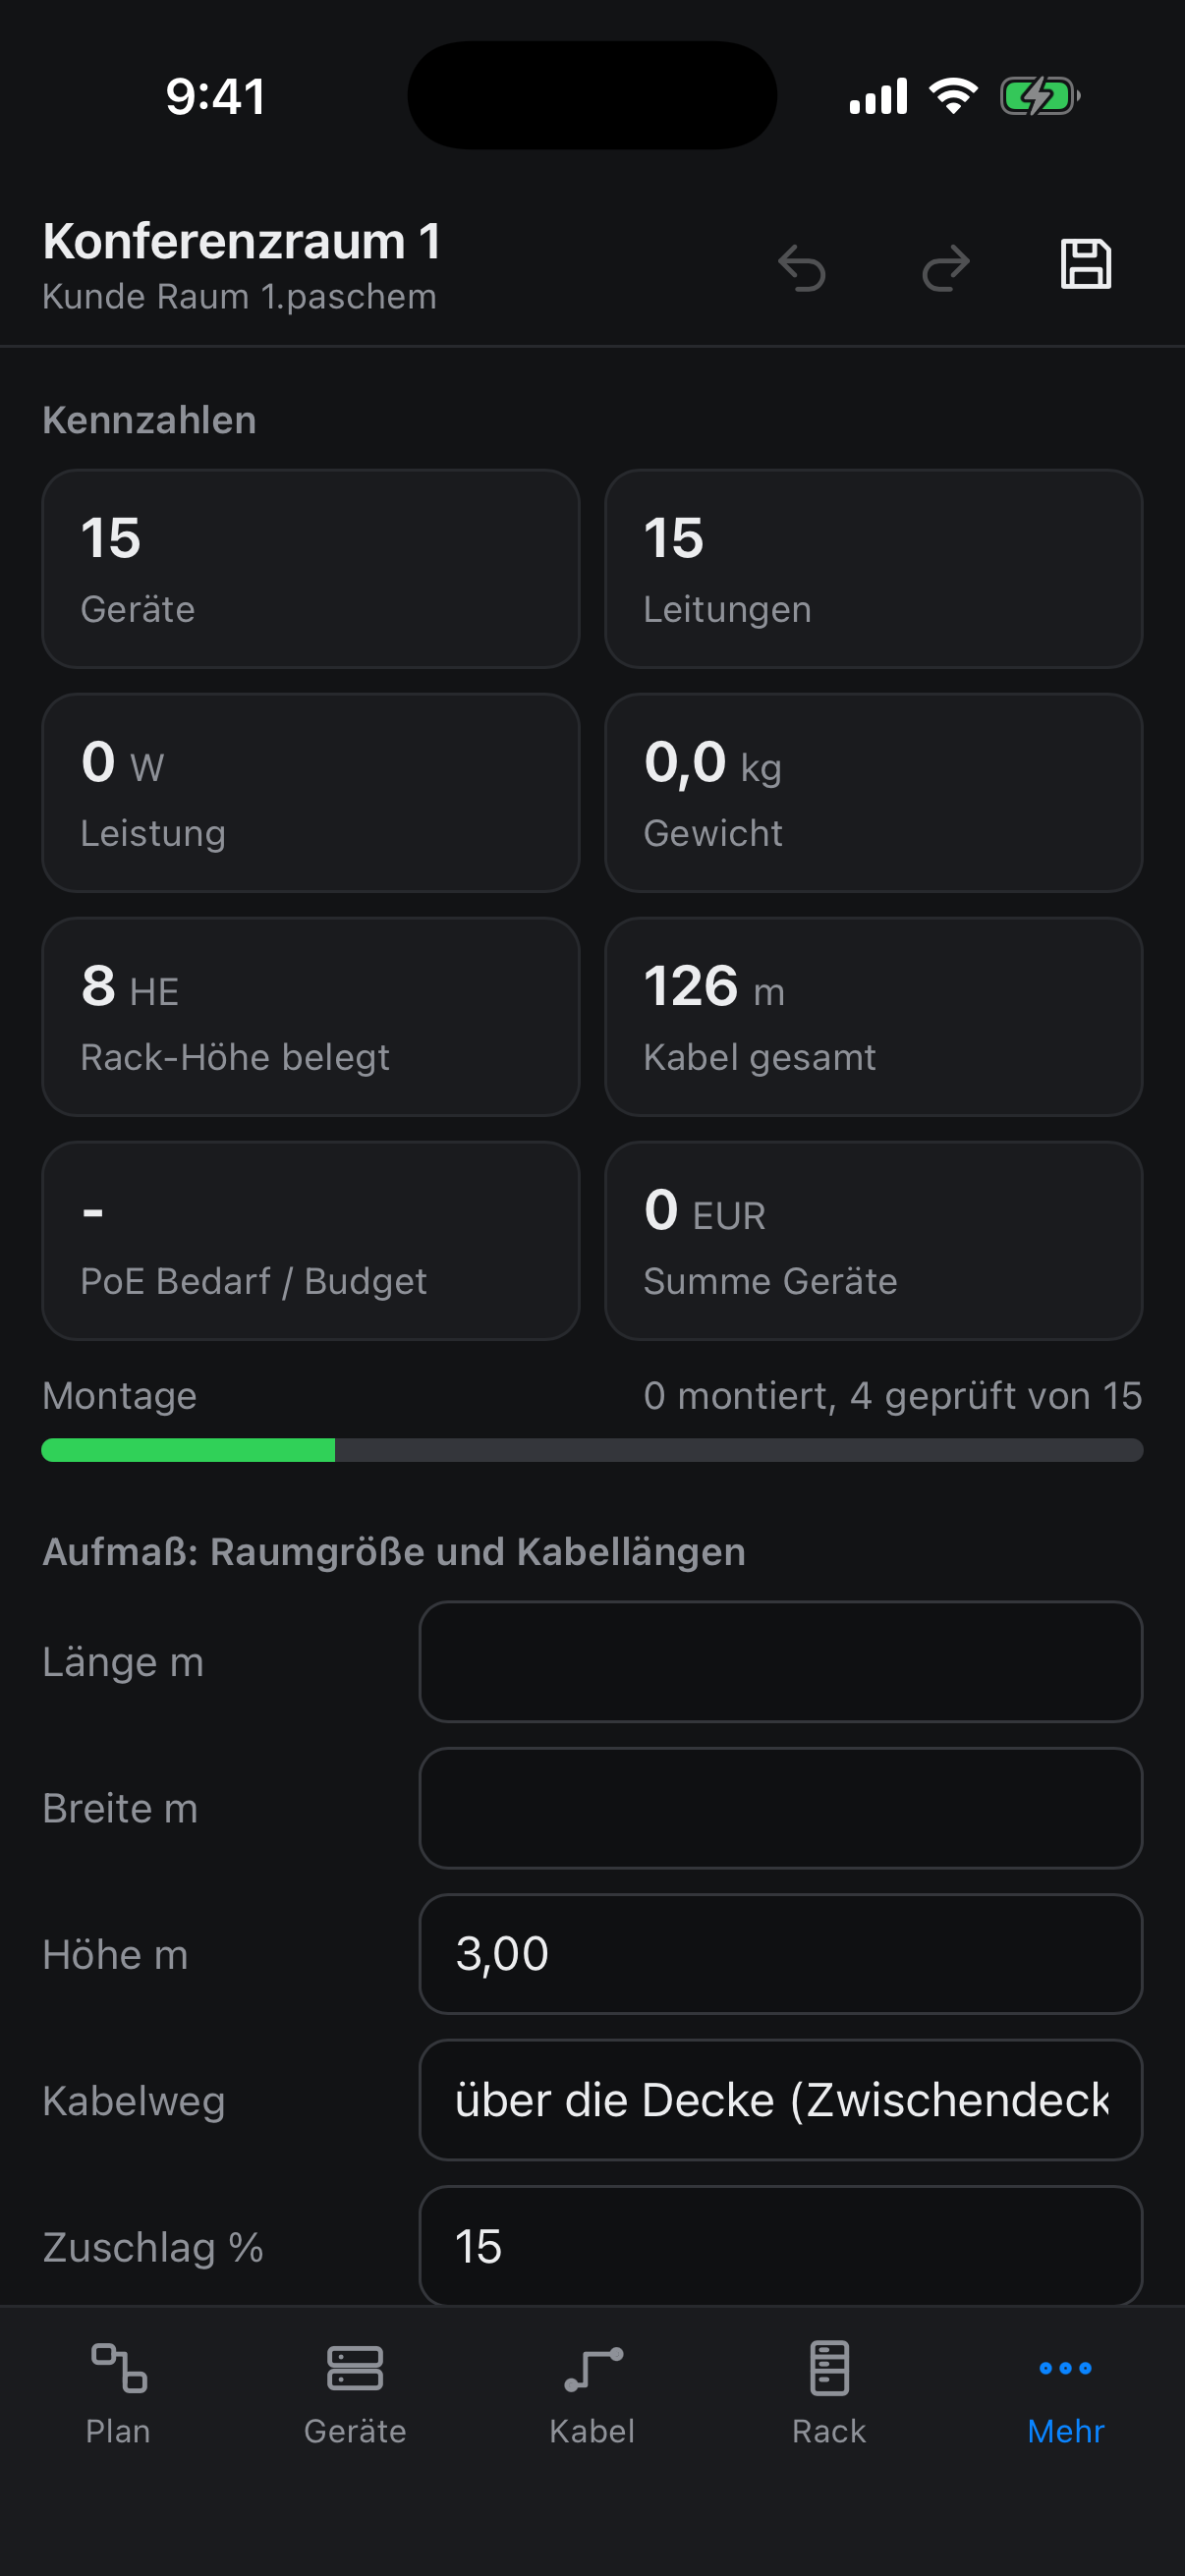 9:41
Konferenzraum 1
Kunde Raum 1.paschem
Kennzahlen
15
Geräte
15
Leitungen
0 W
Leistung
0,0 kg
Gewicht
8 HE
Rack-Höhe belegt
126 m
Kabel gesamt
-
PoE Bedarf / Budget
0 EUR
Summe Geräte
Montage
0 montiert, 4 geprüft von 15
Aufmaß: Raumgröße und Kabellängen
Länge m
Breite m
Höhe m
3,00
Kabelweg
über die Decke (Zwischendeck
Zuschlag %
15
Plan
Geräte
Kabel
Rack
Mehr